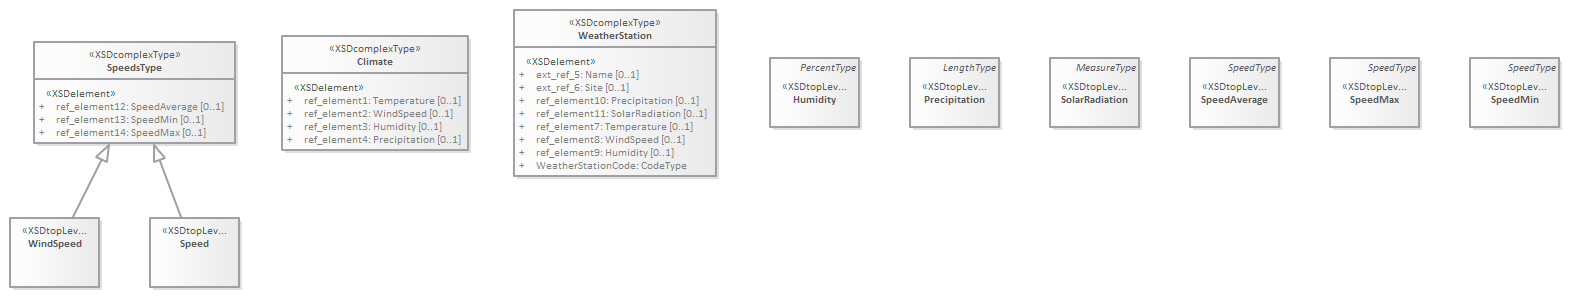 «XSDcomplexType»
SpeedsType
«XSDelement»
+ ref_element12: SpeedAverage [0..1]
+ ref_element13: SpeedMin [0..1]
+ ref_element14: SpeedMax [0..1]
«XSDtopLev...
WindSpeed
«XSDtopLev...
Speed
«XSDcomplexType»
Climate
«XSDelement»
+ ref_element1: Temperature [0..1]
+ ref_element2: WindSpeed [0..1]
+ ref_element3: Humidity [0..1]
+ ref_element4: Precipitation [0..1]
«XSDcomplexType»
WeatherStation
«XSDelement»
+ ext_ref_5: Name [0..1]
+ ext_ref_6: Site [0..1]
+ ref_element10: Precipitation [0..1]
+ ref_element11: SolarRadiation [0..1]
+ ref_element7: Temperature [0..1]
+ ref_element8: WindSpeed [0..1]
+ ref_element9: Humidity [0..1]
+ WeatherStationCode: CodeType
PercentType
«XSDtopLev...
Humidity
LengthType
«XSDtopLev...
Precipitation
MeasureType
«XSDtopLev...
SolarRadiation
SpeedType
«XSDtopLev...
SpeedAverage
SpeedType
«XSDtopLev...
SpeedMax
SpeedType
«XSDtopLev...
SpeedMin